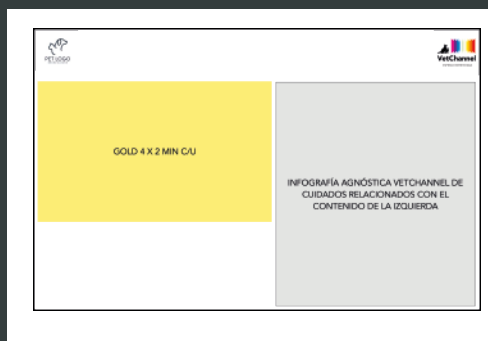 PET LOGO
VetChannel
GOLD 4 X 2 MIN C/U
INFOGRAFÍA AGNÓSTICA VETCHANNEL DE
CUIDADOS RELACIONADOS CON EL
CONTENIDO DE LA IZQUIERDA